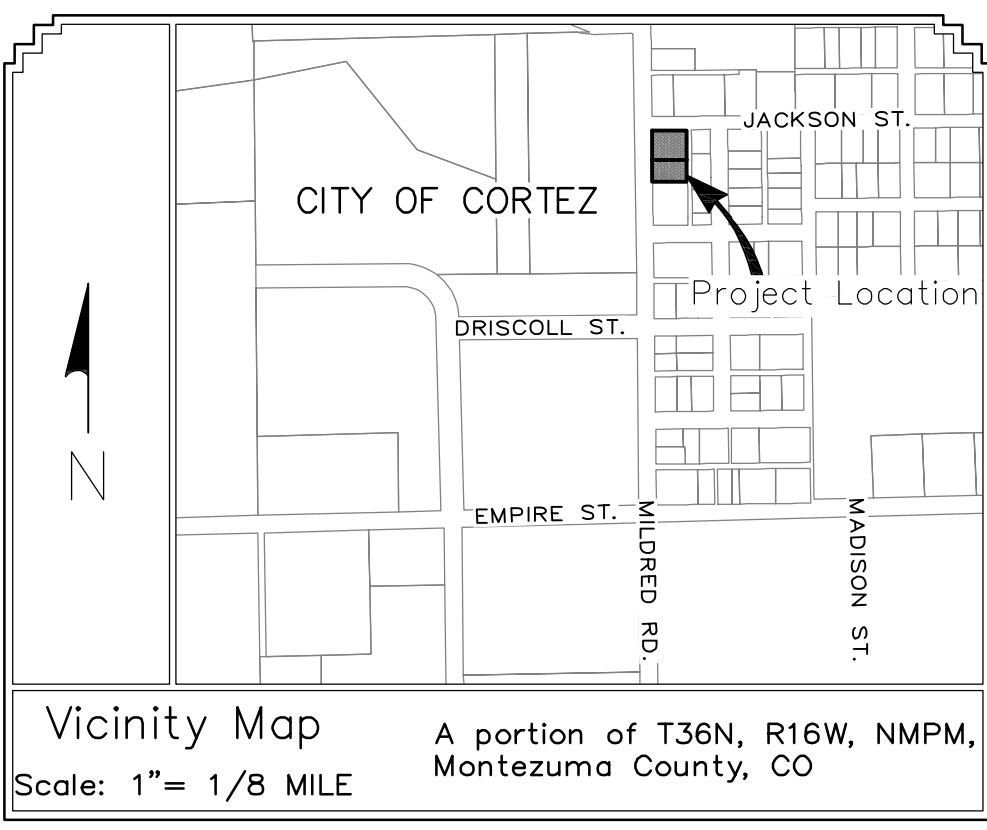 JACKSON ST.
CITY OF CORTEZ
Project Location
DRISCOLL ST.
N
EMPIRE ST.
MILDRED RD.
MADISON ST.
Vicinity Map
Scale: 1"= 1/8 MILE
A portion of T36N, R16W, NMPM,
Montezuma County, CO